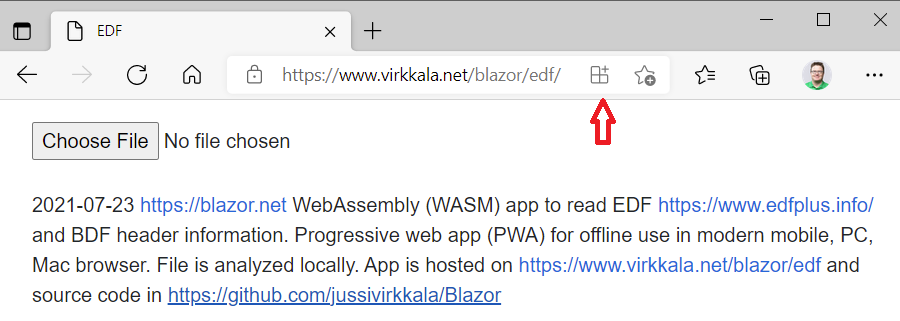 EDF
https://www.virkkala.net/blazor/edf/
Choose File No file chosen
2021-07-23 https://blazor.net WebAssembly (WASM) app to read EDF https://www.edfplus.info/
and BDF header information. Progressive web app (PWA) for offline use in modern mobile, PC,
Mac browser. File is analyzed locally. App is hosted on https://www.virkkala.net/blazor/edf and
source code in https://github.com/jussivirkkala/Blazor